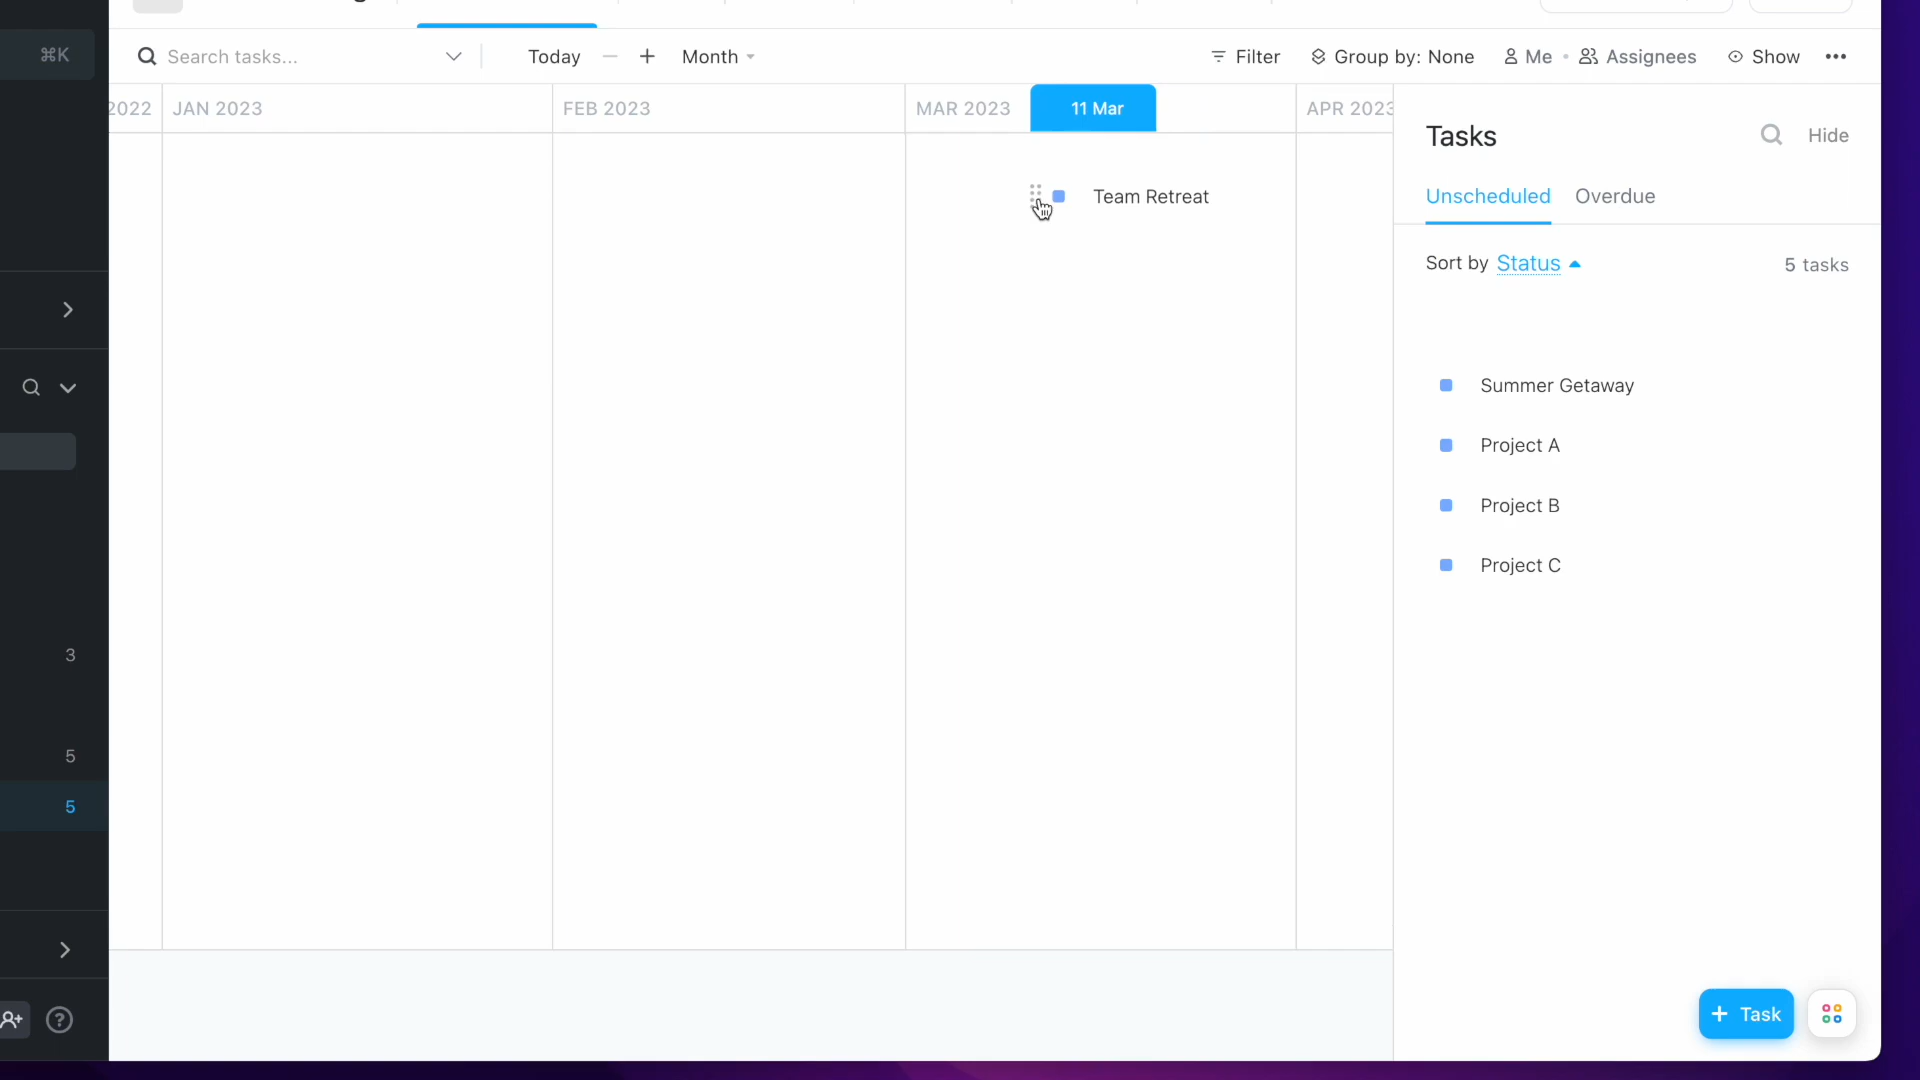 ⌘K
Search tasks...
Today
Month
Filter
Group by: None
Me
Assignees
Show
2022
JAN 2023
FEB 2023
MAR 2023
11 Mar
APR 2023
Team Retreat
Tasks
Hide
Unscheduled
Overdue
Sort by Status
5 tasks
Summer Getaway
Project A
Project B
Project C
3
5
5
+ Task